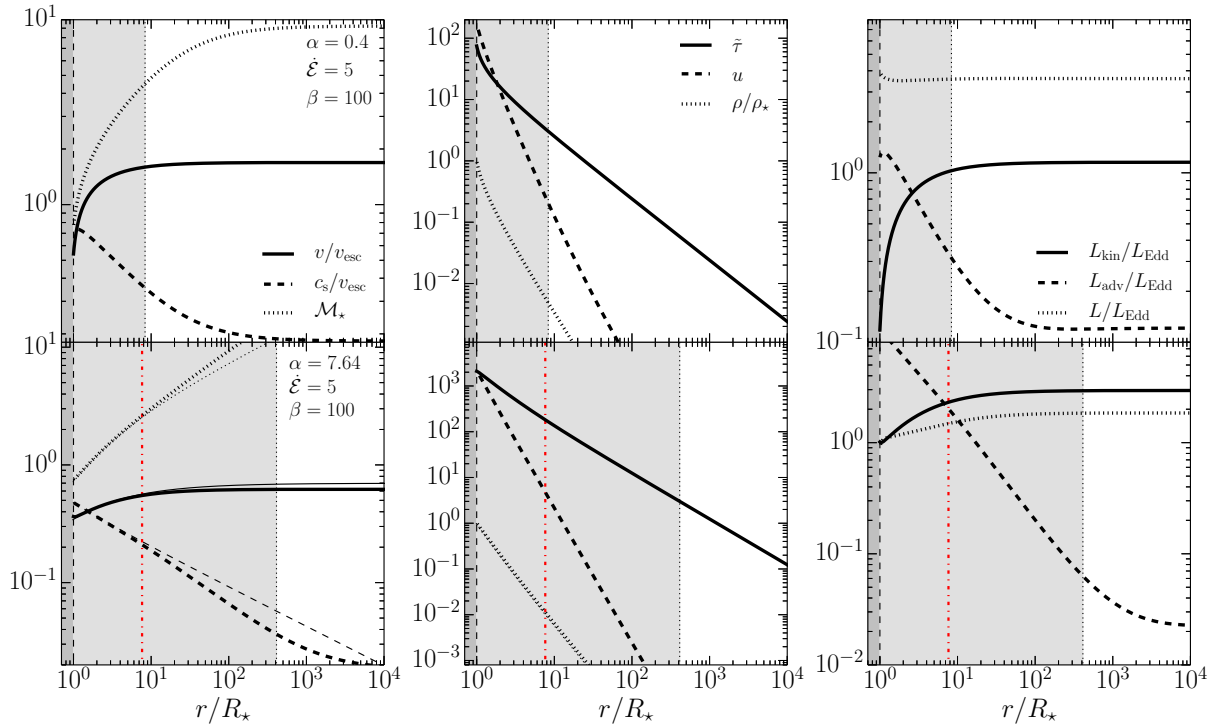 10^1
10^0
α = 0.4
Ė = 5
β = 100
v/v_esc
c_s/v_esc
ℳ_⋆
10^2
10^1
10^0
10^{-1}
10^{-2}
τ̃
u
ρ/ρ_⋆
10^0
10^{-1}
L_kin/L_Edd
L_adv/L_Edd
L/L_Edd
10^1
10^0
10^{-1}
α = 7.64
Ė = 5
β = 100
10^0 10^1 10^2 10^3 10^4
r/R_⋆
10^3
10^2
10^1
10^0
10^{-1}
10^{-2}
10^{-3}
10^0 10^1 10^2 10^3 10^4
r/R_⋆
10^0
10^{-1}
10^{-2}
10^0 10^1 10^2 10^3 10^4
r/R_⋆